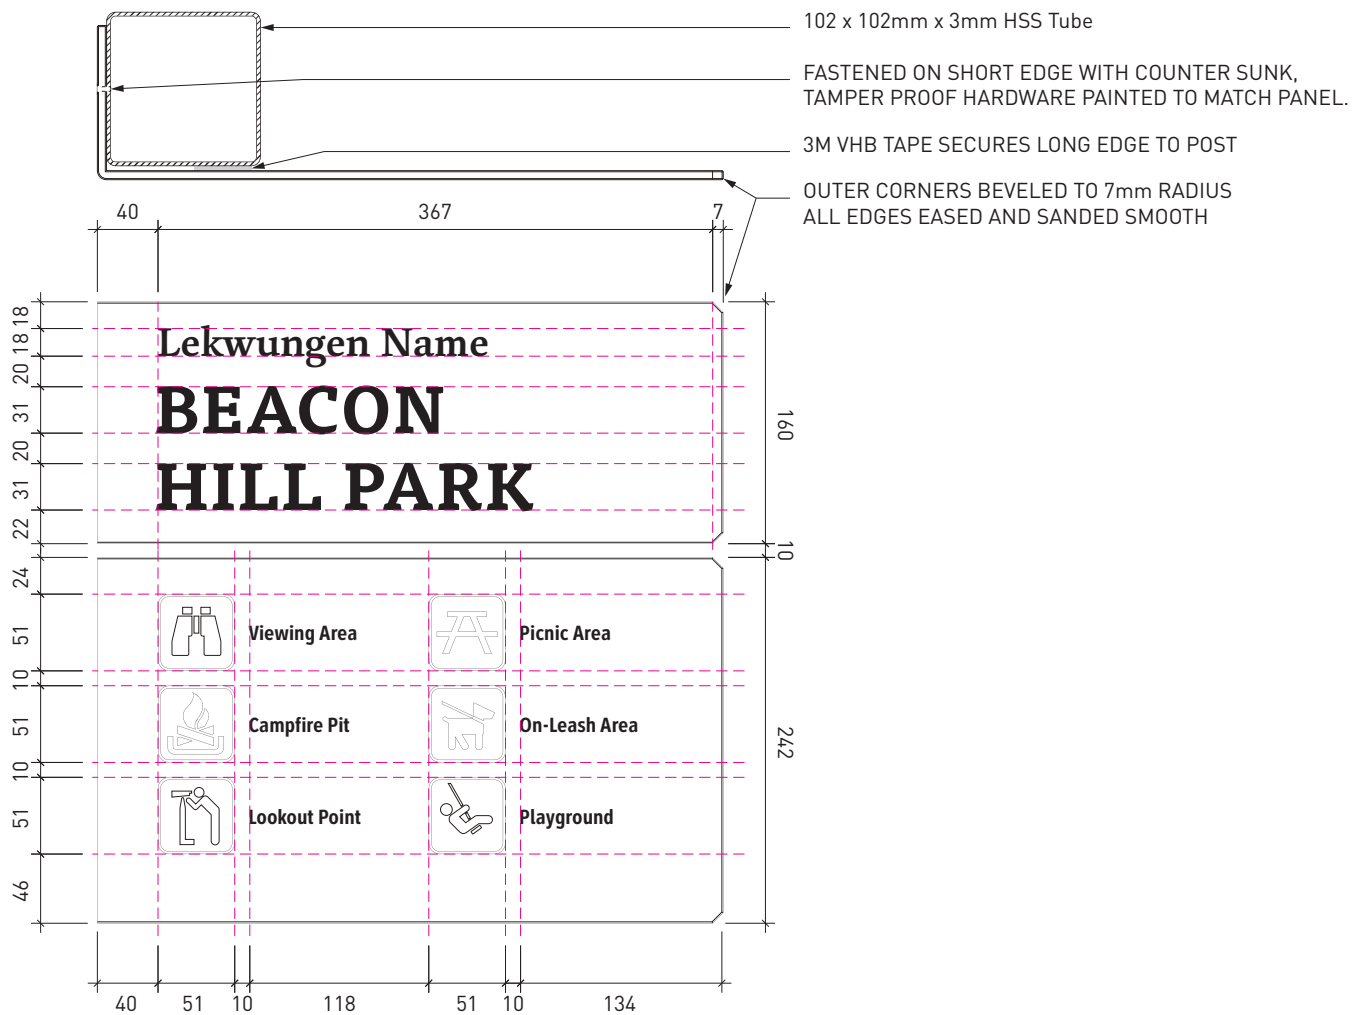 102 x 102mm x 3mm HSS Tube
FASTENED ON SHORT EDGE WITH COUNTER SUNK,
TAMPER PROOF HARDWARE PAINTED TO MATCH PANEL.
3M VHB TAPE SECURES LONG EDGE TO POST
OUTER CORNERS BEVELED TO 7mm RADIUS
ALL EDGES EASED AND SANDED SMOOTH
40 367 7
18
18
20
31
20
31
22
Lekwungen Name
BEACON
HILL PARK
160
10
24
51
10
51
10
51
46
Viewing Area
Picnic Area
Campfire Pit
On-Leash Area
Lookout Point
Playground
242
40 51 10 118 51 10 134